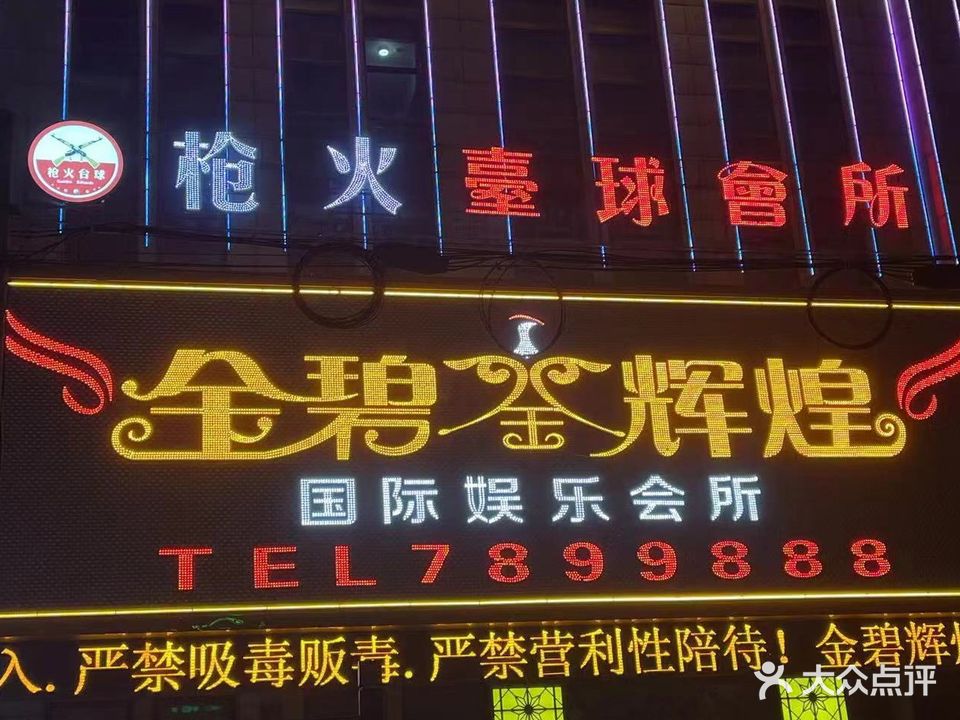 枪火臺球會所
枪火台球
金碧辉煌
国际娱乐会所
TEL7899888
入.严禁吸毒贩毒.严禁营利性陪待！金碧辉煌
大众点评